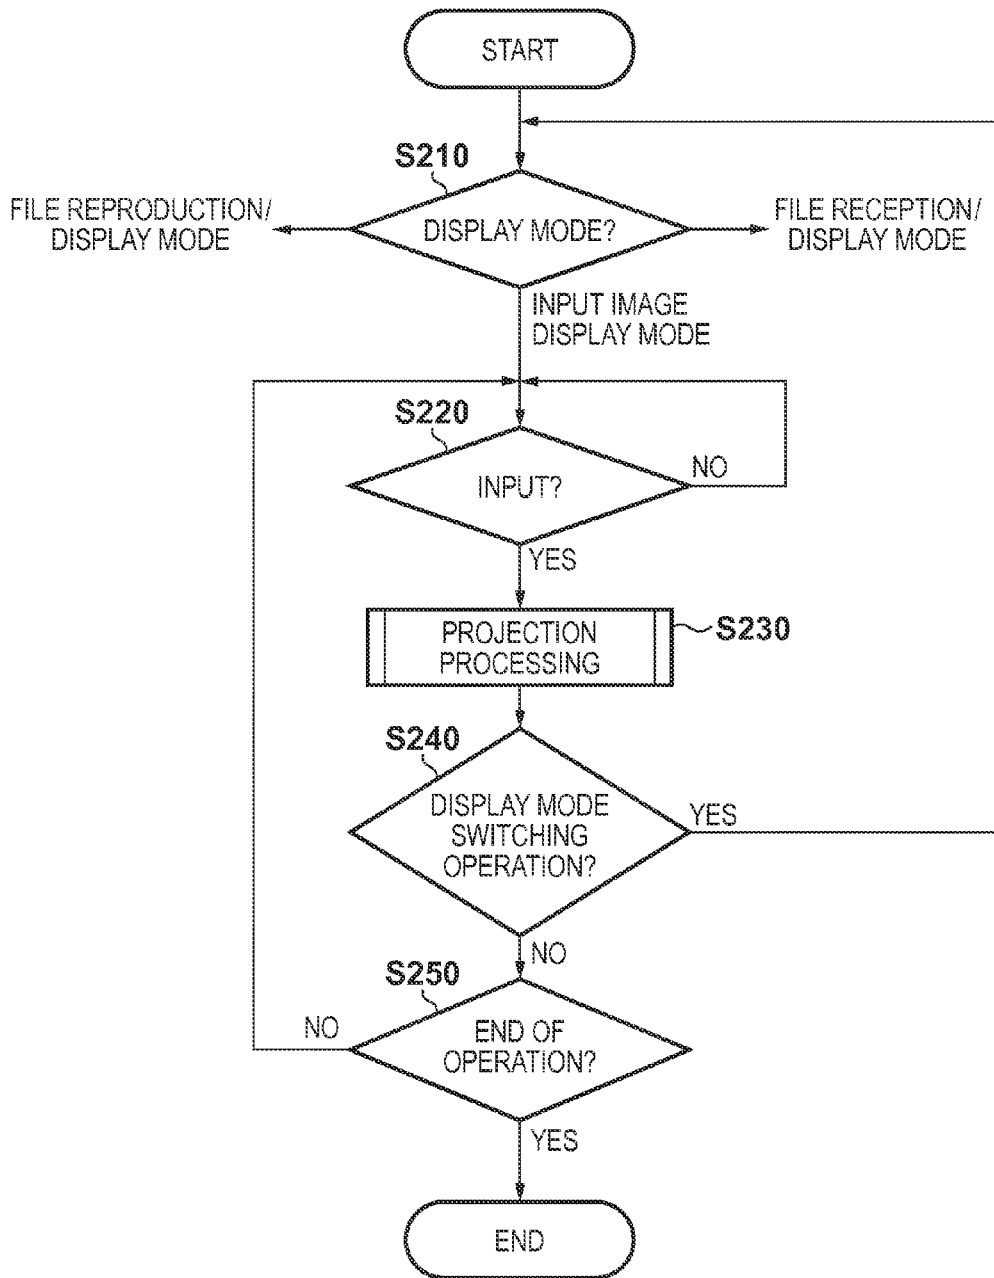 START
S210
FILE REPRODUCTION/
DISPLAY MODE
DISPLAY MODE?
FILE RECEPTION/
DISPLAY MODE
INPUT IMAGE
DISPLAY MODE
S220
INPUT?
NO
YES
PROJECTION
PROCESSING
S230
S240
DISPLAY MODE
SWITCHING
OPERATION?
YES
NO
S250
NO
END OF
OPERATION?
YES
END